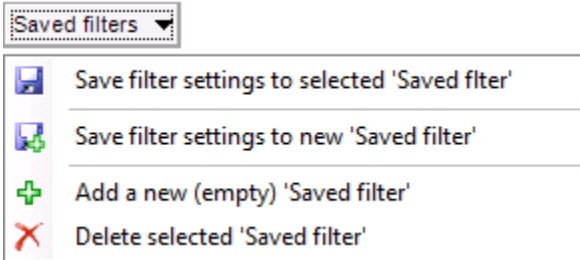 Saved filters
Save filter settings to selected 'Saved flter'
Save filter settings to new 'Saved filter'
Add a new (empty) 'Saved filter'
Delete selected 'Saved filter'